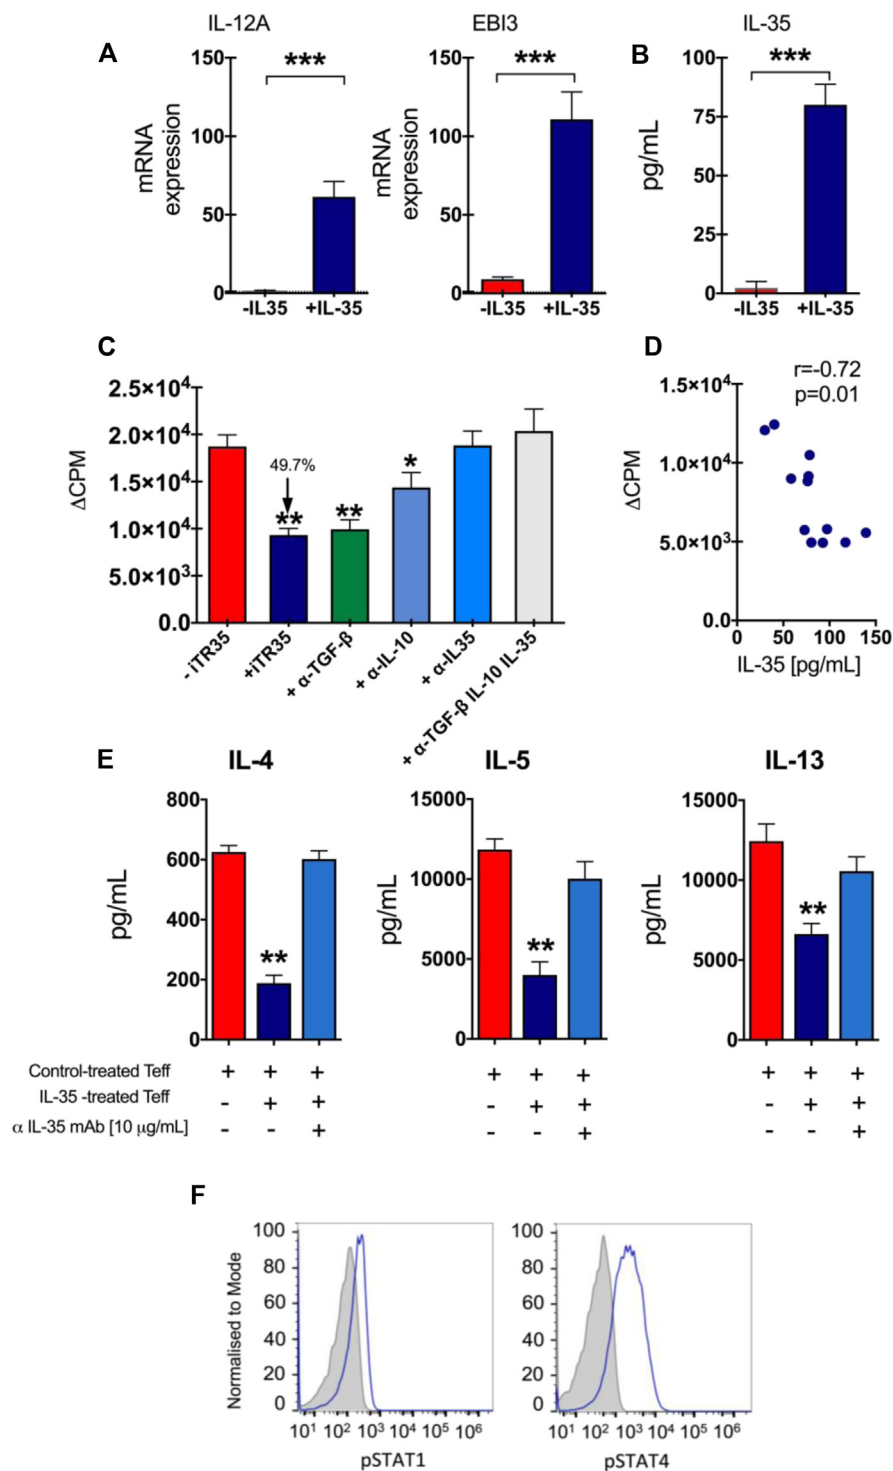 IL-12A EBI3 IL-35
A B
150 150 100
*** *** ***
mRNA expression mRNA expression pg/mL
100 100 75
50 50 50
25
0 0 0
-IL35 +IL-35 -IL35 +IL-35 -IL35 +IL-35
C D
2.5×10⁴ 1.5×10⁴ r=-0.72
p=0.01
2.0×10⁴
49.7%
1.5×10⁴ * 1.0×10⁴
ΔCPM ** ** ΔCPM
1.0×10⁴ 5.0×10³
5.0×10³
0.0 0.0
0 50 100 150
IL-35 [pg/mL]
- iTR35 +iTR35 + α-TGF-β + α-IL-10 + α-IL35 + α-TGF-β IL-10 IL-35
E
IL-4 IL-5 IL-13
800 15000 15000
600 10000 10000
pg/mL pg/mL pg/mL
400
** ** **
200 5000 5000
0 0 0
Control-treated Teff + + + + + + + + +
IL-35 -treated Teff - + + - + + - + +
α IL-35 mAb [10 μg/mL] - - + - - + - - +
F
100 100
80 80
60 60
Normalised to Mode
40 40
20 20
0 0
10¹ 10² 10³ 10⁴ 10⁵ 10⁶ 10¹ 10² 10³ 10⁴ 10⁵ 10⁶
pSTAT1 pSTAT4